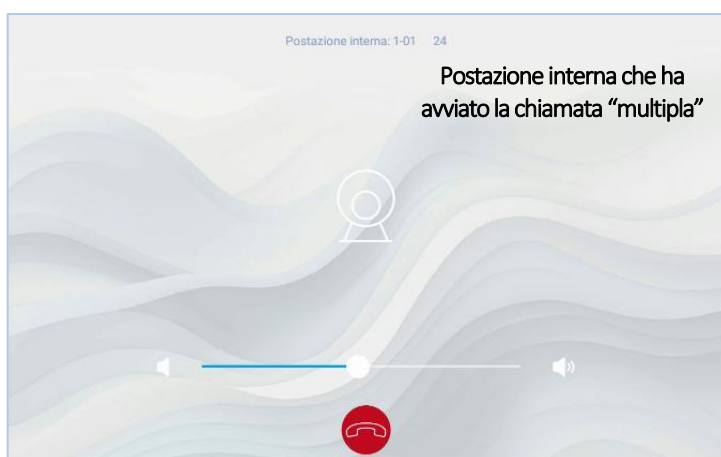 Postazione interna: 1-01 24
Postazione interna che ha
avviato la chiamata “multipla”